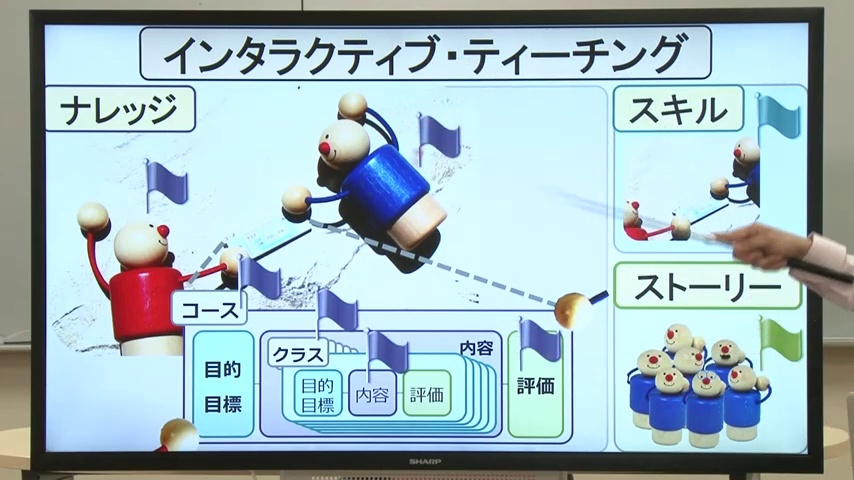 インタラクティブ・ティーチング
ナレッジ
スキル
ストーリー
コース
目的
目標
クラス
内容
目的
目標
内容
評価
評価
SHARP